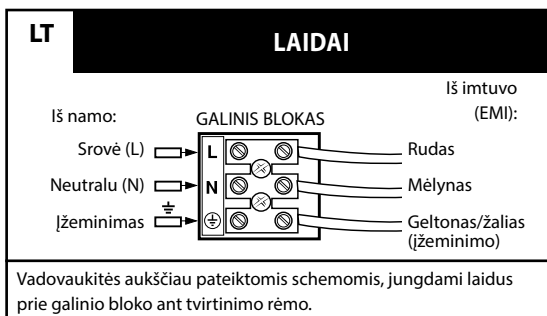 LT
LAIDAI
Iš namo:
GALINIS BLOKAS
Iš imtuvo
(EMI):
Srovė (L)
L
Rudas
Neutralu (N)
N
Mėlynas
Įžeminimas
Geltonas/žalias
(įžeminimo)
Vadovaukitės aukščiau pateiktomis schemomis, jungdami laidus
prie galinio bloko ant tvirtinimo rėmo.